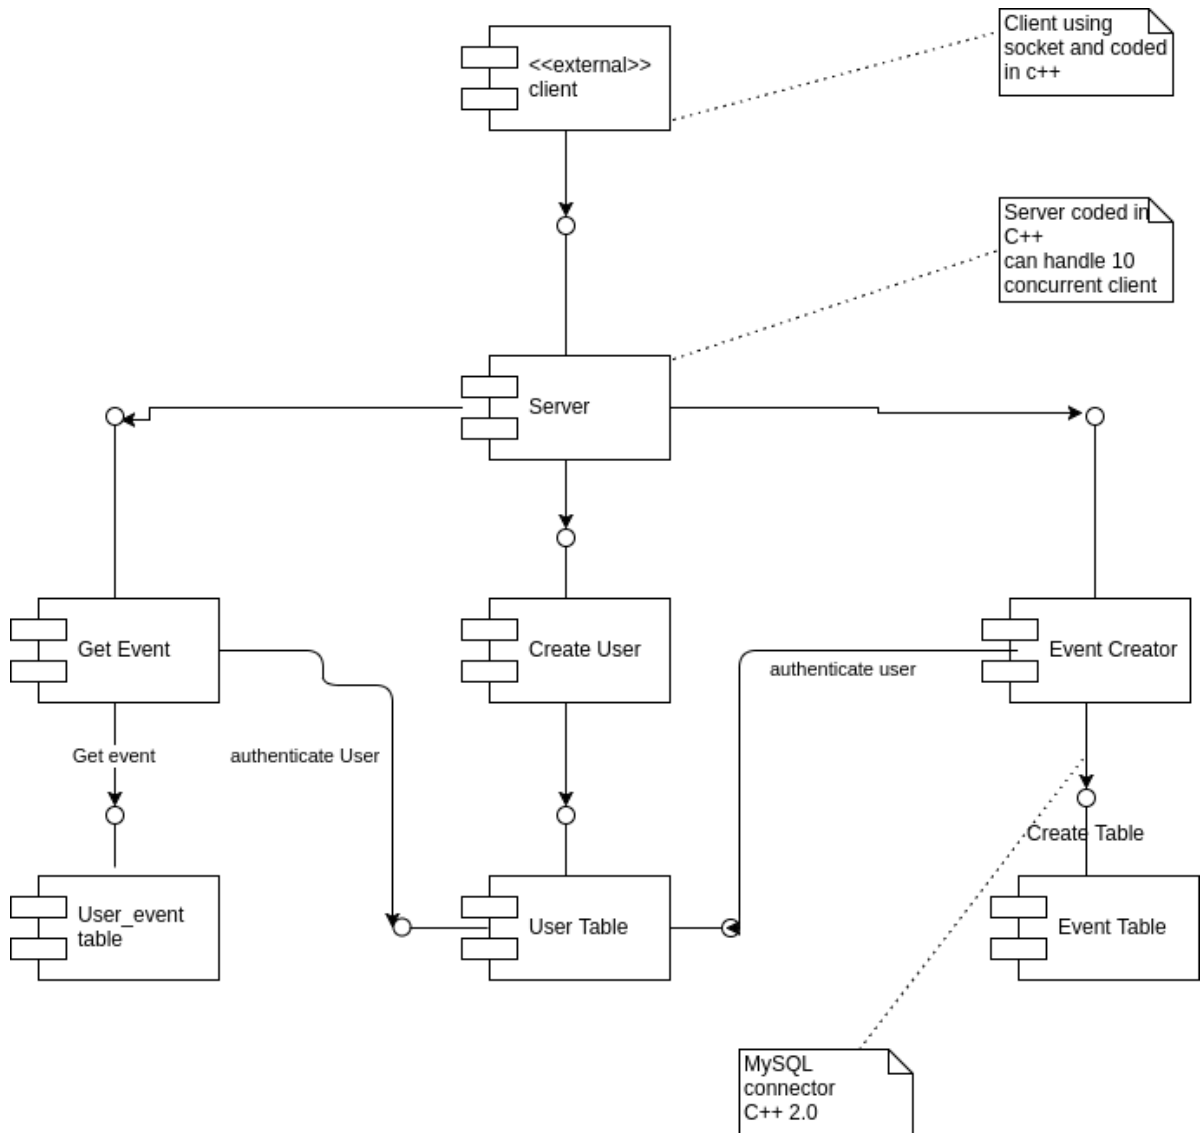 Client using
socket and coded
in c++
<<external>>
client
Server coded in
C++
can handle 10
concurrent client
Server
Get Event
Create User
Event Creator
authenticate user
Get event
authenticate User
Create Table
User_event
table
User Table
Event Table
MySQL
connector
C++ 2.0